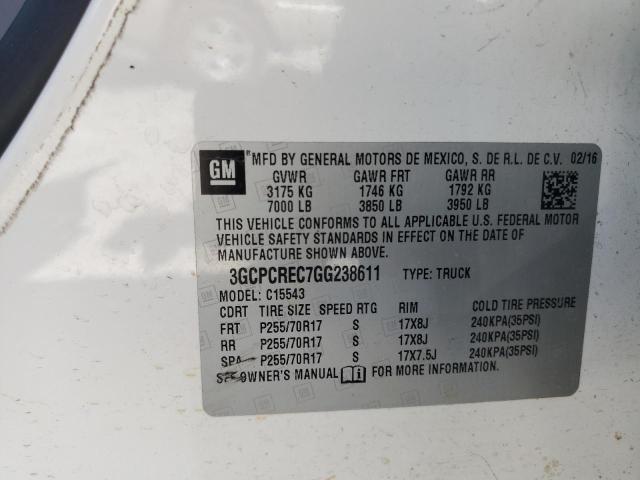 GM MFD BY GENERAL MOTORS DE MEXICO, S. DE R.L. DE C.V. 02/16
GVWR GAWR FRT GAWR RR
3175 KG 1746 KG 1792 KG
7000 LB 3850 LB 3950 LB
THIS VEHICLE CONFORMS TO ALL APPLICABLE U.S. FEDERAL MOTOR
VEHICLE SAFETY STANDARDS IN EFFECT ON THE DATE OF
MANUFACTURE SHOWN ABOVE.
3GCPCREC7GG238611 TYPE: TRUCK
MODEL: C15543
CDRT TIRE SIZE SPEED RTG RIM COLD TIRE PRESSURE
FRT P255/70R17 S 17X8J 240KPA(35PSI)
RR P255/70R17 S 17X8J 240KPA(35PSI)
SPA P255/70R17 S 17X7.5J 240KPA(35PSI)
SEE OWNER'S MANUAL FOR MORE INFORMATION.